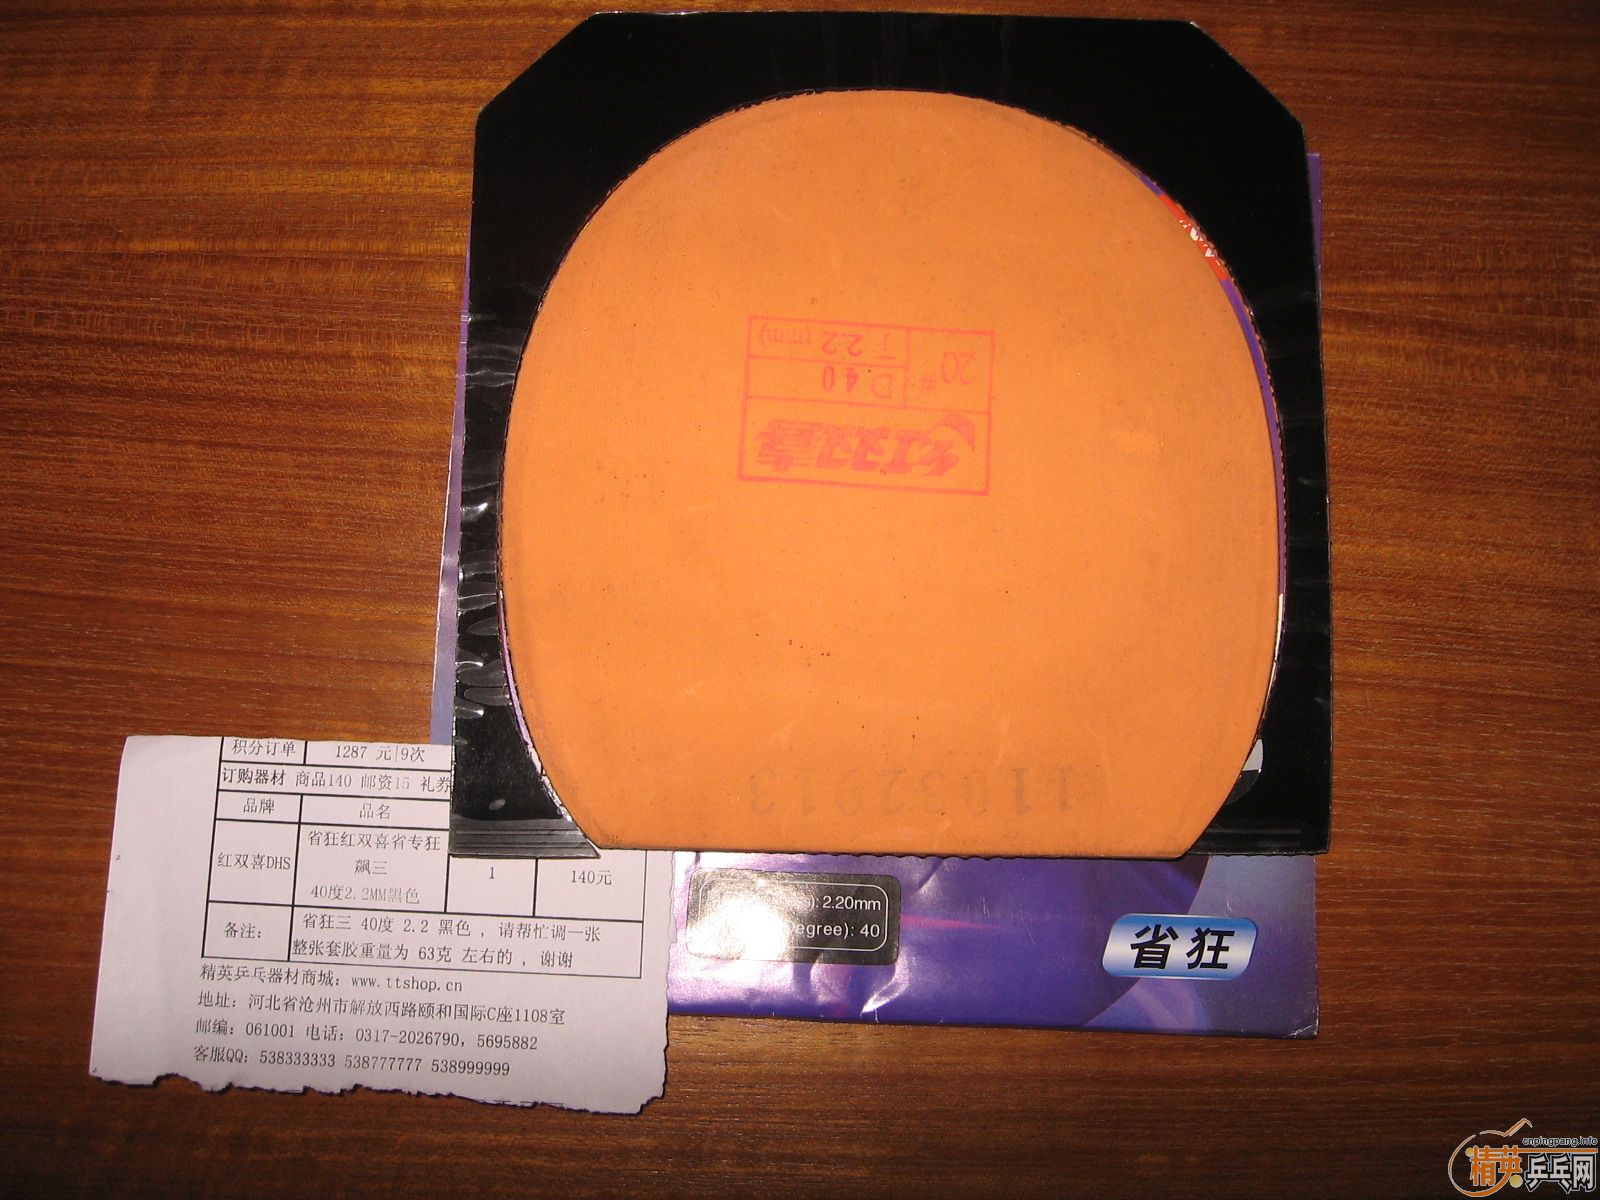 20#
T 2.2 (mm)
D 40
红双喜
11032013
积分订单 1287 元|9次
订购器材 商品140 邮资15 礼券
品牌 品名
红双喜DHS 省狂红双喜省专狂
飙三
40度2.2MM黑色
1 140元
备注: 省狂三 40度 2.2 黑色 , 请帮忙调一张
整张套胶重量为 63克 左右的 , 谢谢
精英乒乓器材商城: www.ttshop.cn
地址: 河北省沧州市解放西路颐和国际C座1108室
邮编: 061001 电话: 0317-2026790, 5695882
客服QQ: 538333333 538777777 538999999
): 2.20mm
egree): 40
省狂
cnpingpang.info
精英乒乓网